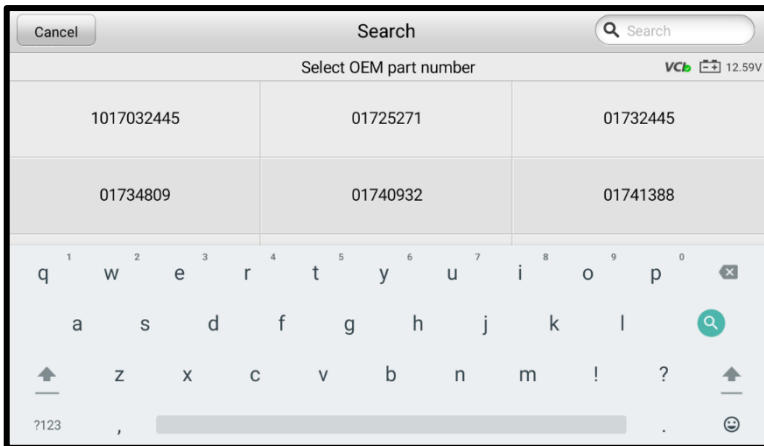 Cancel Search Search
Select OEM part number VCI 12.59V
1017032445 01725271 01732445
01734809 01740932 01741388
1 2 3 4 5 6 7 8 9 0
q w e r t y u i o p
a s d f g h j k l
z x c v b n m ! ?
?123 , .